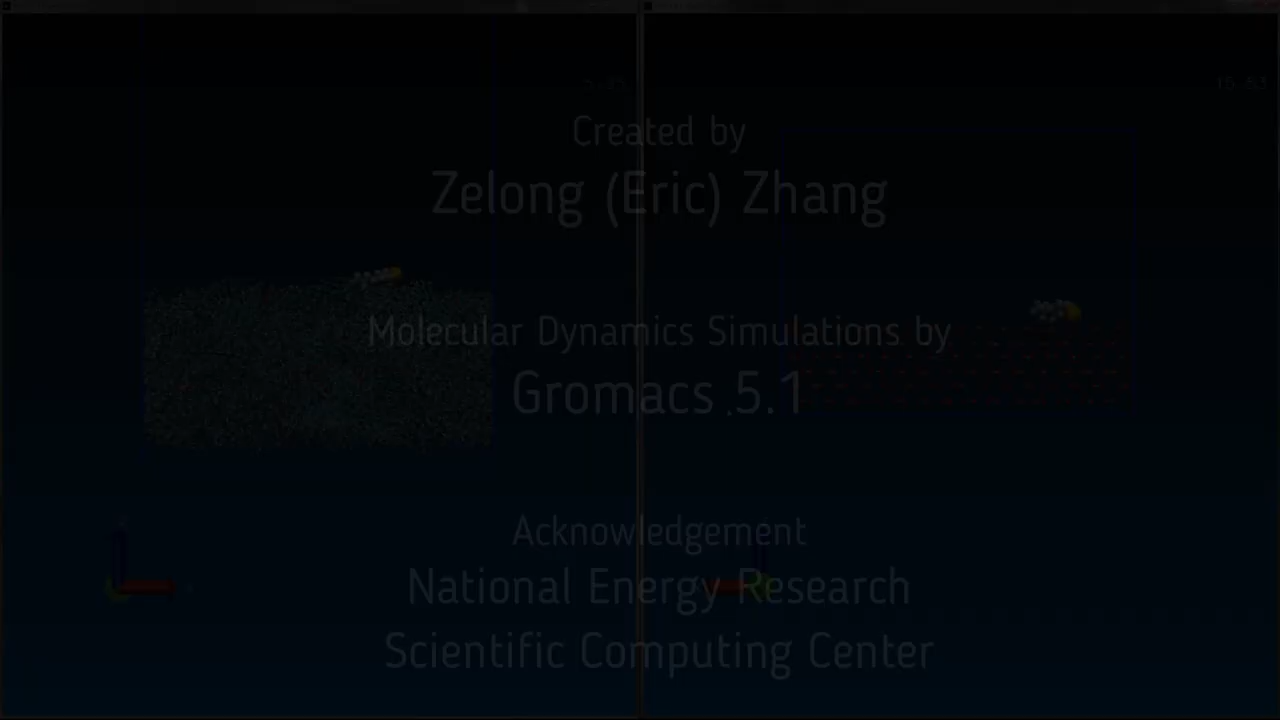 Created by
Zelong (Eric) Zhang
Molecular Dynamics Simulations by
Gromacs 5.1
Acknowledgement
National Energy Research
Scientific Computing Center